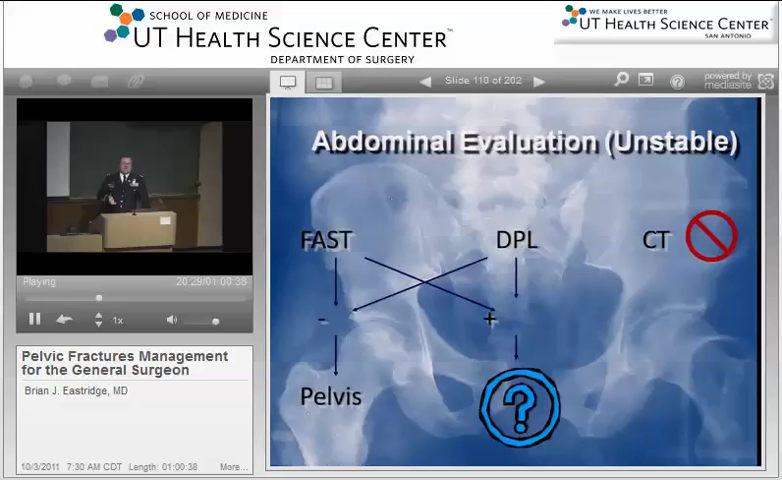 SCHOOL OF MEDICINE
UT HEALTH SCIENCE CENTER™
DEPARTMENT OF SURGERY
WE MAKE LIVES BETTER
UT HEALTH SCIENCE CENTER
SAN ANTONIO
Slide 110 of 202
powered by
mediasite
Abdominal Evaluation (Unstable)
FAST DPL CT
- +
Pelvis ?
Playing 20:29/01:00:38
1x
Pelvic Fractures Management
for the General Surgeon
Brian J. Eastridge, MD
10/3/2011 7:30 AM CDT Length: 01:00:38 More...